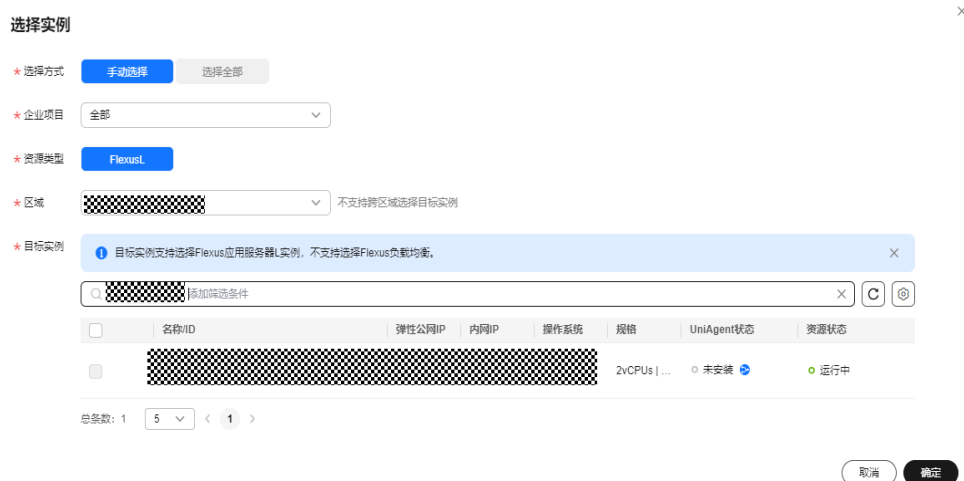 选择实例
* 选择方式 手动选择 选择全部
* 企业项目 全部
* 资源类型 FlexusL
* 区域 不支持跨区域选择目标实例
* 目标实例 目标实例支持选择Flexus应用服务器L实例，不支持选择Flexus负载均衡。
添加筛选条件
名称/ID 弹性公网IP 内网IP 操作系统 规格 UniAgent状态 资源状态
2vCPUs | ... 未安装 运行中
总条数: 1 5 < 1 >
取消 确定